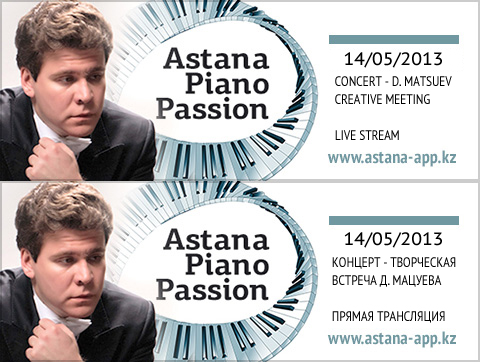 Astana
Piano
Passion
14/05/2013
CONCERT - D. MATSUEV
CREATIVE MEETING
LIVE STREAM
www.astana-app.kz
Astana
Piano
Passion
14/05/2013
КОНЦЕРТ - ТВОРЧЕСКАЯ
ВСТРЕЧА Д. МАЦУЕВА
ПРЯМАЯ ТРАНСЛЯЦИЯ
www.astana-app.kz